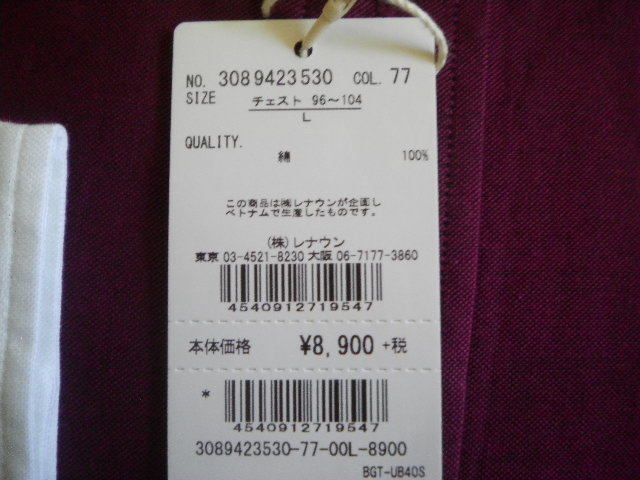 NO. 3089423530 COL. 77
SIZE チェスト 96～104
L
QUALITY.
綿 100%
この商品は㈱レナウンが企画し
ベトナムで生産したものです。
(株)レナウン
東京 03-4521-8230 大阪 06-7177-3860
4540912719547
本体価格 ¥8,900 +税
*
4540912719547
3089423530-77-00L-8900
BGT-UB40S